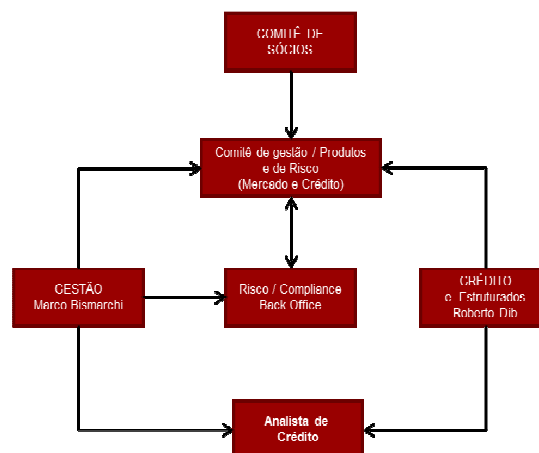 COMITÊ DE
SÓCIOS
Comitê de gestão / Produtos
e de Risco
(Mercado e Crédito)
GESTÃO
Marco Bismarchi
Risco / Compliance
Back Office
CRÉDITO
e Estruturados
Roberto Dib
Analista de
Crédito